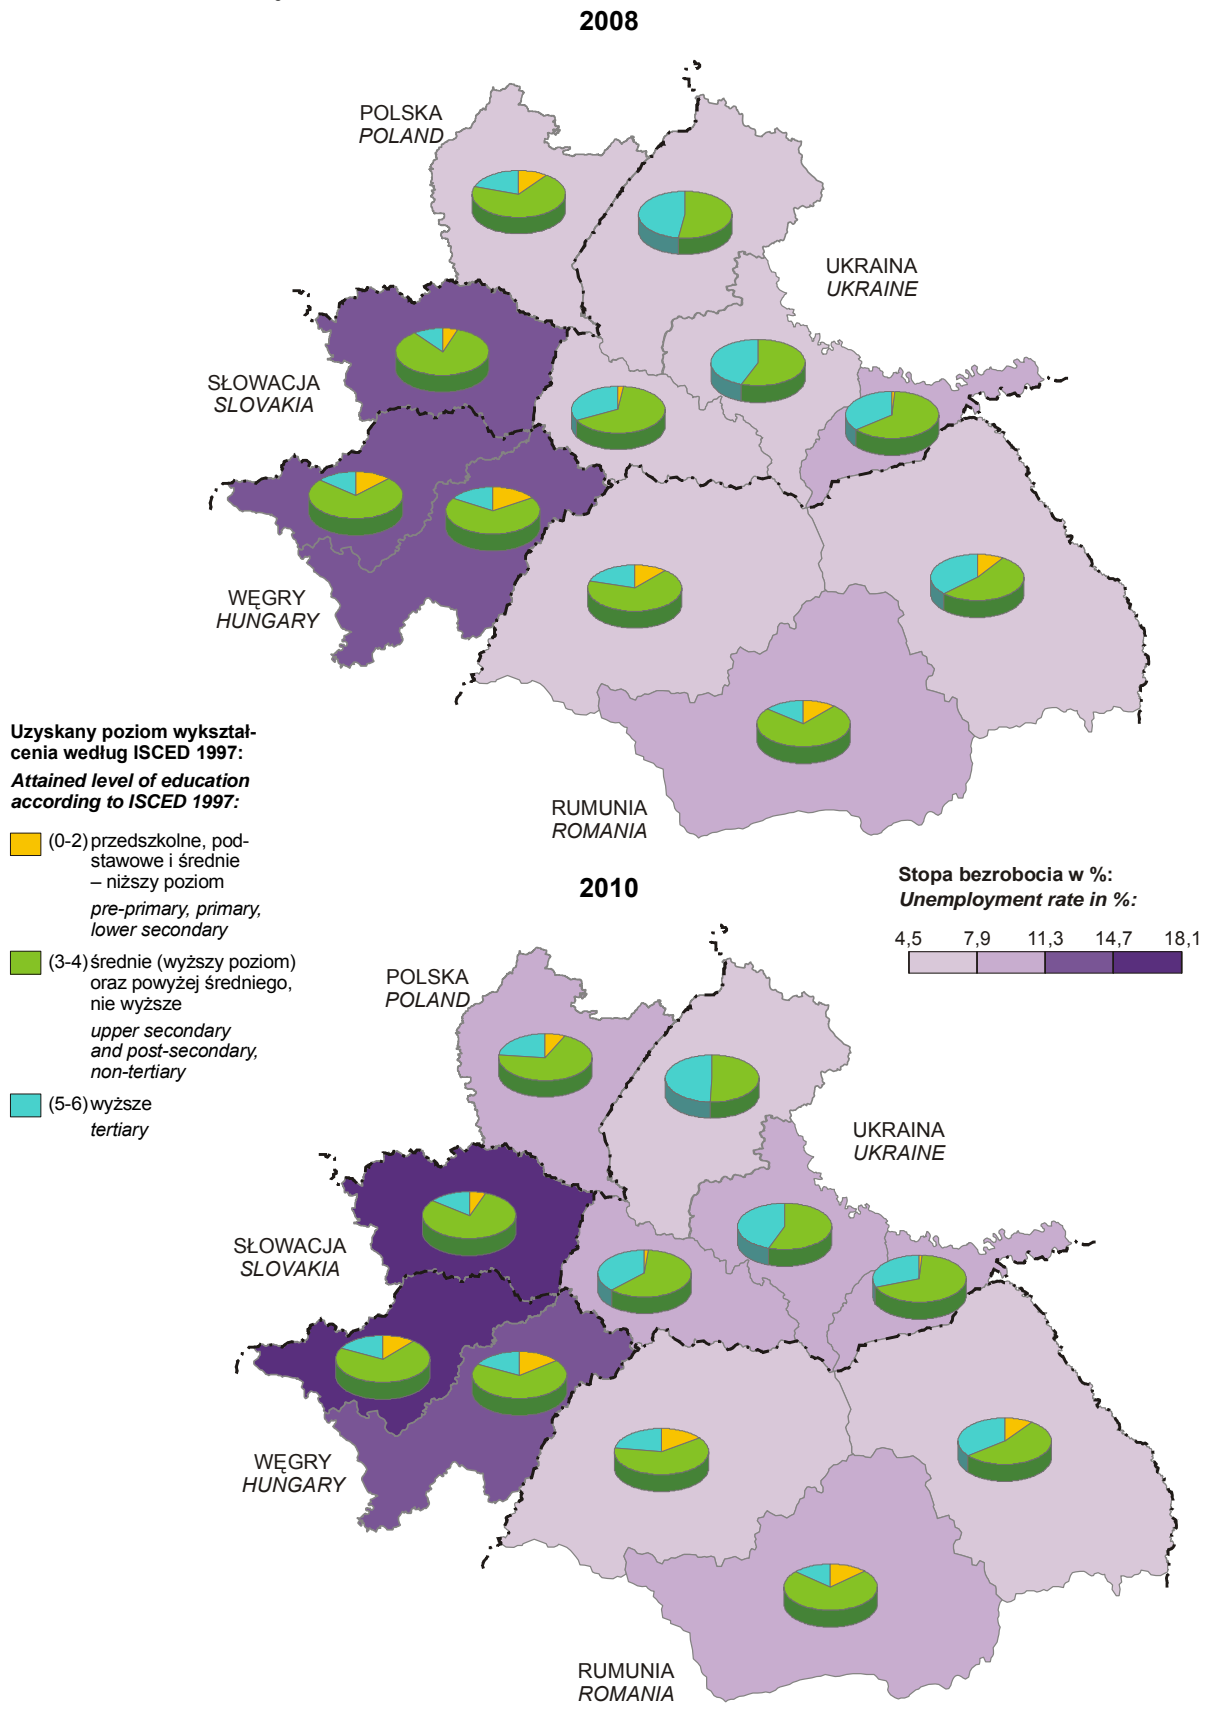 2008
POLSKA
POLAND
UKRAINA
UKRAINE
SŁOWACJA
SLOVAKIA
WĘGRY
HUNGARY
RUMUNIA
ROMANIA
Uzyskany poziom wykształ-
cenia według ISCED 1997:
Attained level of education
according to ISCED 1997:
(0-2) przedszkolne, pod-
stawowe i średnie
– niższy poziom
pre-primary, primary,
lower secondary
(3-4) średnie (wyższy poziom)
oraz powyżej średniego,
nie wyższe
upper secondary
and post-secondary,
non-tertiary
(5-6) wyższe
tertiary
Stopa bezrobocia w %:
Unemployment rate in %:
4,5 7,9 11,3 14,7 18,1
2010
POLSKA
POLAND
UKRAINA
UKRAINE
SŁOWACJA
SLOVAKIA
WĘGRY
HUNGARY
RUMUNIA
ROMANIA